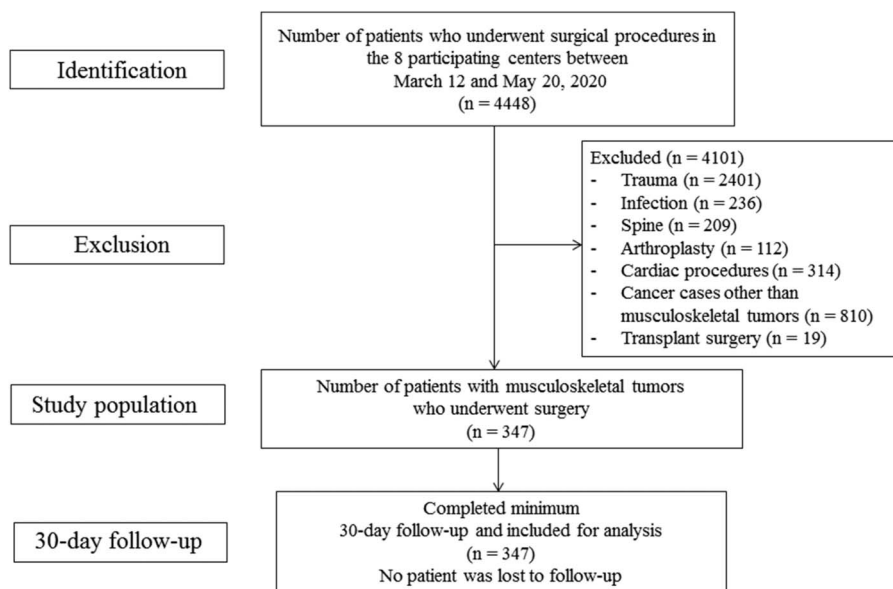 Identification
Number of patients who underwent surgical procedures in
the 8 participating centers between
March 12 and May 20, 2020
(n = 4448)
Exclusion
Excluded (n = 4101)
- Trauma (n = 2401)
- Infection (n = 236)
- Spine (n = 209)
- Arthroplasty (n = 112)
- Cardiac procedures (n = 314)
- Cancer cases other than
musculoskeletal tumors (n = 810)
- Transplant surgery (n = 19)
Study population
Number of patients with musculoskeletal tumors
who underwent surgery
(n = 347)
30-day follow-up
Completed minimum
30-day follow-up and included for analysis
(n = 347)
No patient was lost to follow-up